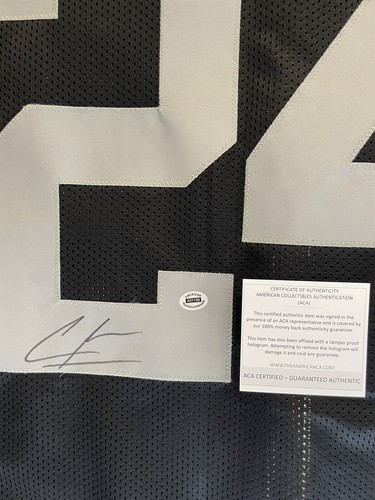 24
AMERICAN
CERTIFICATE OF AUTHENTICITY
AMERICAN COLLECTIBLES AUTHENTICATION
(ACA)
This certified authentic item was signed in the
presence of an ACA representative and is covered by
our 100% money back authenticity guarantee.
This item has also been affixed with a tamper proof
hologram. Attempting to remove the hologram will
damage it and void any guarantee.
WWW.THEAMERICANCA.COM
ACA CERTIFIED – GUARANTEED AUTHENTIC